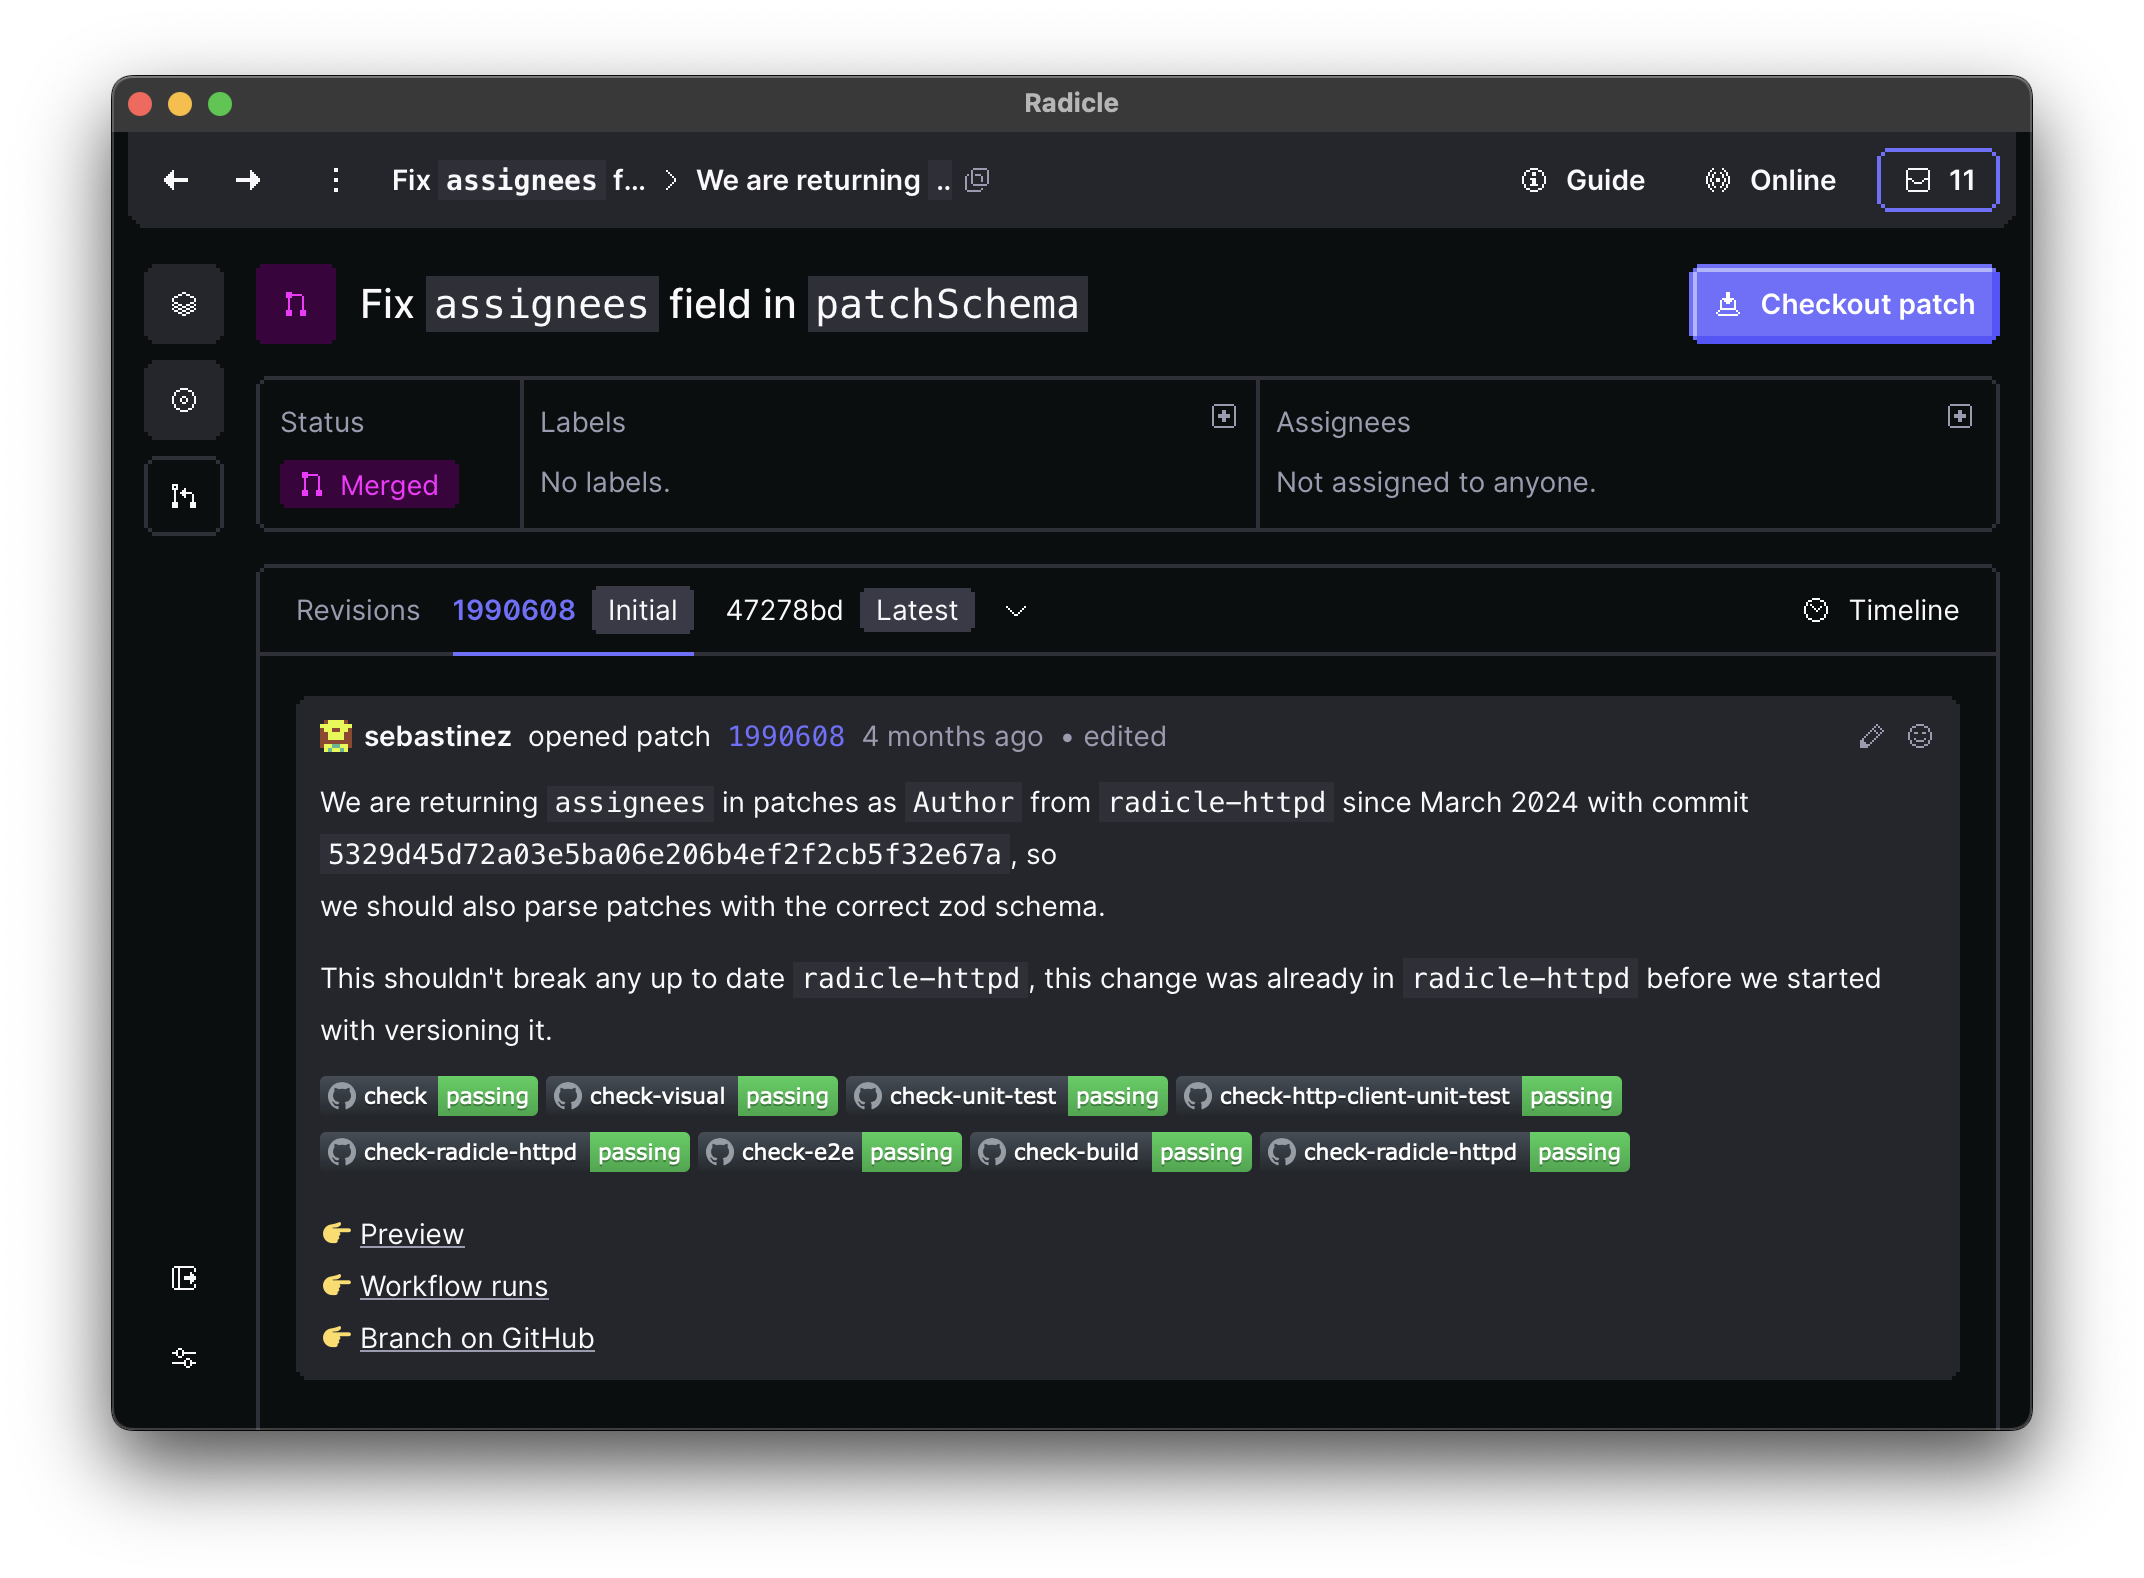 Radicle
Fix assignees f... > We are returning .. Guide Online 11
Fix assignees field in patchSchema Checkout patch
Status Labels Assignees
Merged No labels. Not assigned to anyone.
Revisions 1990608 Initial 47278bd Latest Timeline
sebastinez opened patch 1990608 4 months ago • edited
We are returning assignees in patches as Author from radicle-httpd since March 2024 with commit
5329d45d72a03e5ba06e206b4ef2f2cb5f32e67a, so
we should also parse patches with the correct zod schema.
This shouldn't break any up to date radicle-httpd, this change was already in radicle-httpd before we started
with versioning it.
check passing check-visual passing check-unit-test passing check-http-client-unit-test passing
check-radicle-httpd passing check-e2e passing check-build passing check-radicle-httpd passing
👉 Preview
👉 Workflow runs
👉 Branch on GitHub